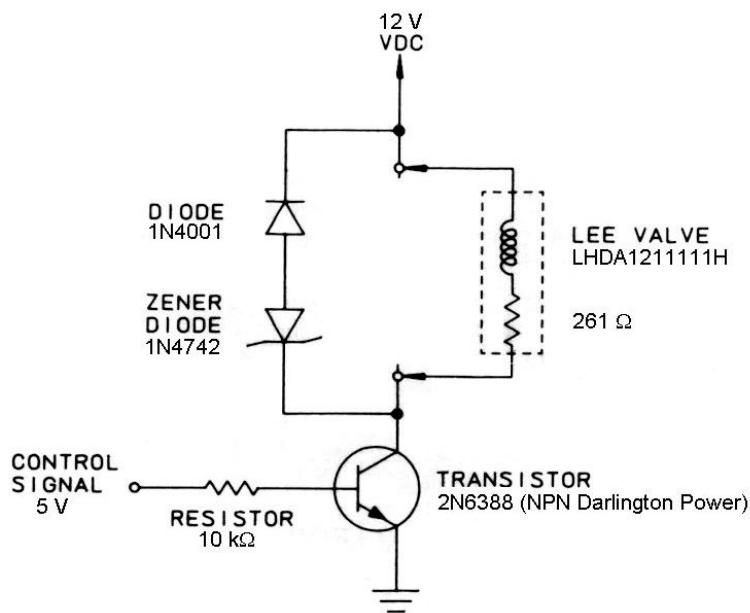 12 V
VDC
DIODE
1N4001
ZENER
DIODE
1N4742
LEE VALVE
LHDA1211111H
261 Ω
CONTROL
SIGNAL
5 V
RESISTOR
10 kΩ
TRANSISTOR
2N6388 (NPN Darlington Power)